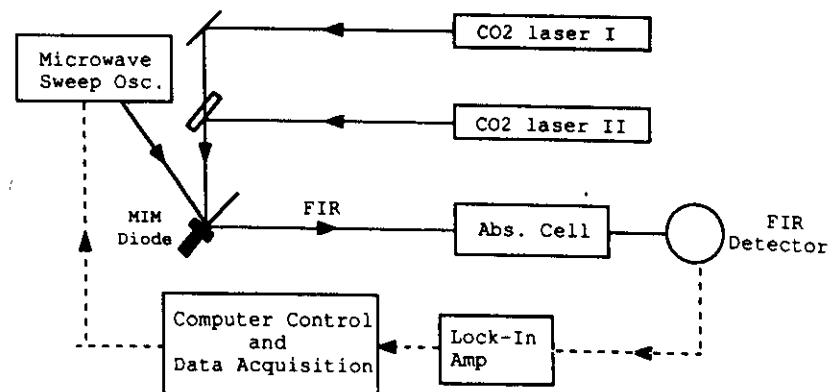 CO2 laser I
Microwave
Sweep Osc.
CO2 laser II
MIM
Diode
FIR
Abs. Cell
FIR
Detector
Computer Control
and
Data Acquisition
Lock-In
Amp